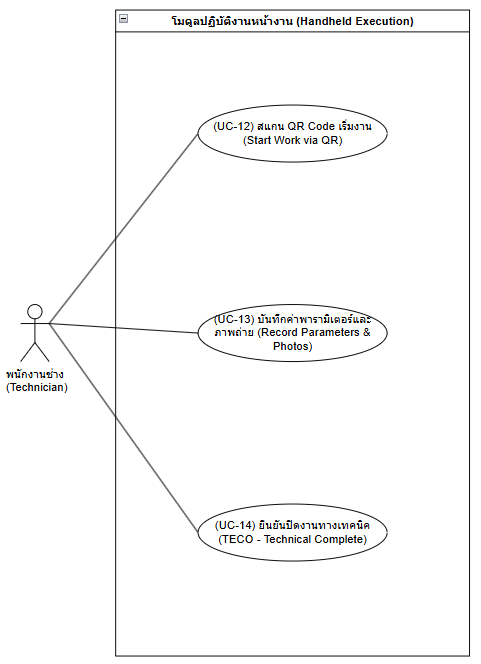 โมดูลปฏิบัติงานหน้างาน (Handheld Execution)
(UC-12) สแกน QR Code เริ่มงาน
(Start Work via QR)
(UC-13) บันทึกค่าพารามิเตอร์และ
ภาพถ่าย (Record Parameters &
Photos)
พนักงานช่าง
(Technician)
(UC-14) ยืนยันปิดงานทางเทคนิค
(TECO - Technical Complete)